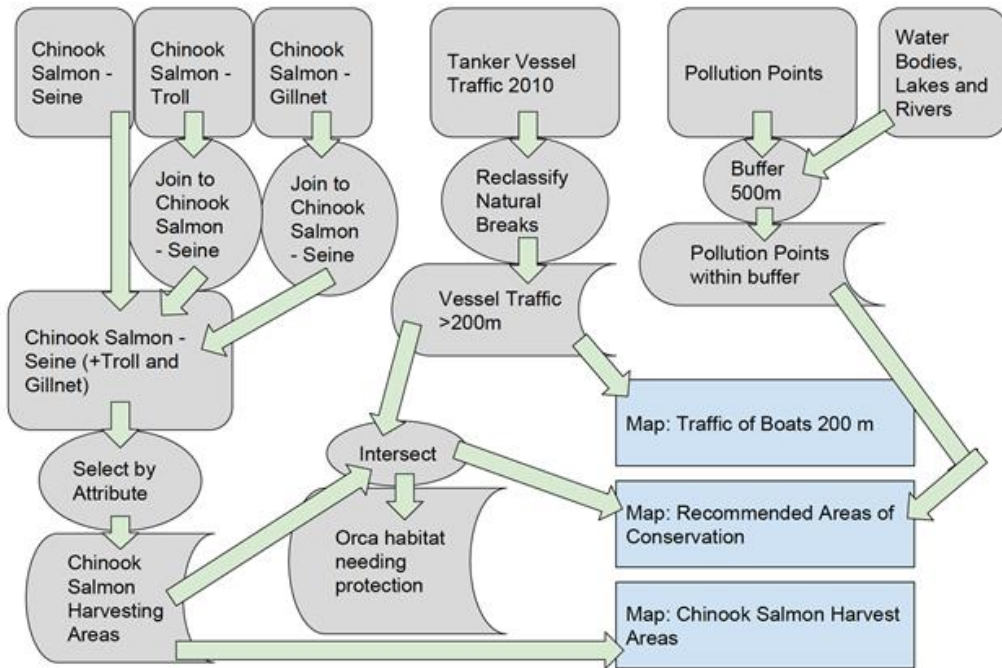 Chinook
Salmon -
Seine
Chinook
Salmon -
Troll
Chinook
Salmon -
Gillnet
Tanker Vessel
Traffic 2010
Pollution Points
Water
Bodies,
Lakes and
Rivers
Join to
Chinook
Salmon
- Seine
Join to
Chinook
Salmon
- Seine
Reclassify
Natural
Breaks
Buffer
500m
Vessel Traffic
>200m
Pollution Points
within buffer
Chinook Salmon -
Seine (+Troll and
Gillnet)
Map: Traffic of Boats 200 m
Select by
Attribute
Intersect
Map: Recommended Areas of
Conservation
Chinook
Salmon
Harvesting
Areas
Orca habitat
needing
protection
Map: Chinook Salmon Harvest
Areas